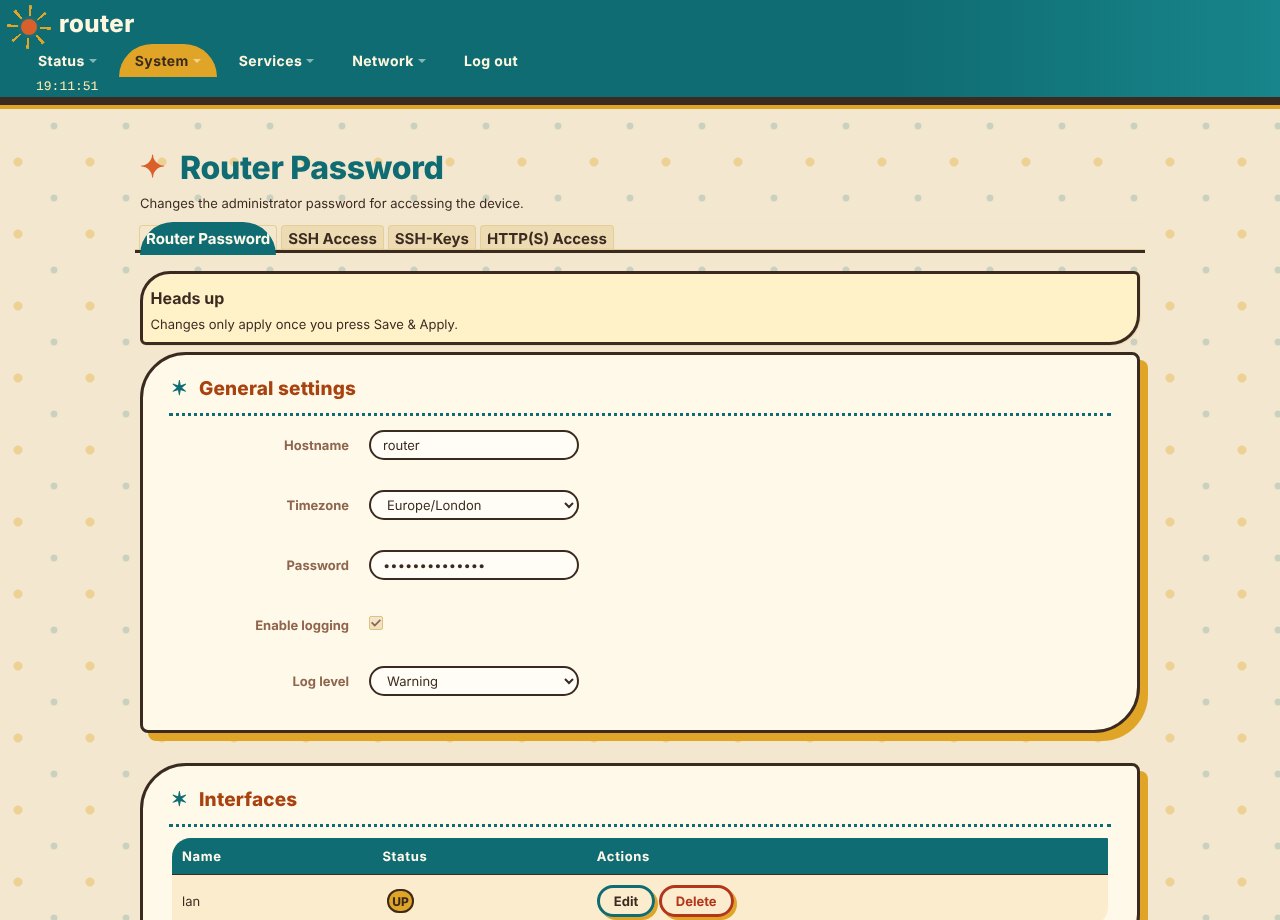 router
Status System Services Network Log out
19:11:51
Router Password
Changes the administrator password for accessing the device.
Router Password SSH Access SSH-Keys HTTP(S) Access
Heads up
Changes only apply once you press Save & Apply.
General settings
Hostname router
Timezone Europe/London
Password ••••••••••••••
Enable logging
Log level Warning
Interfaces
Name Status Actions
lan UP Edit Delete